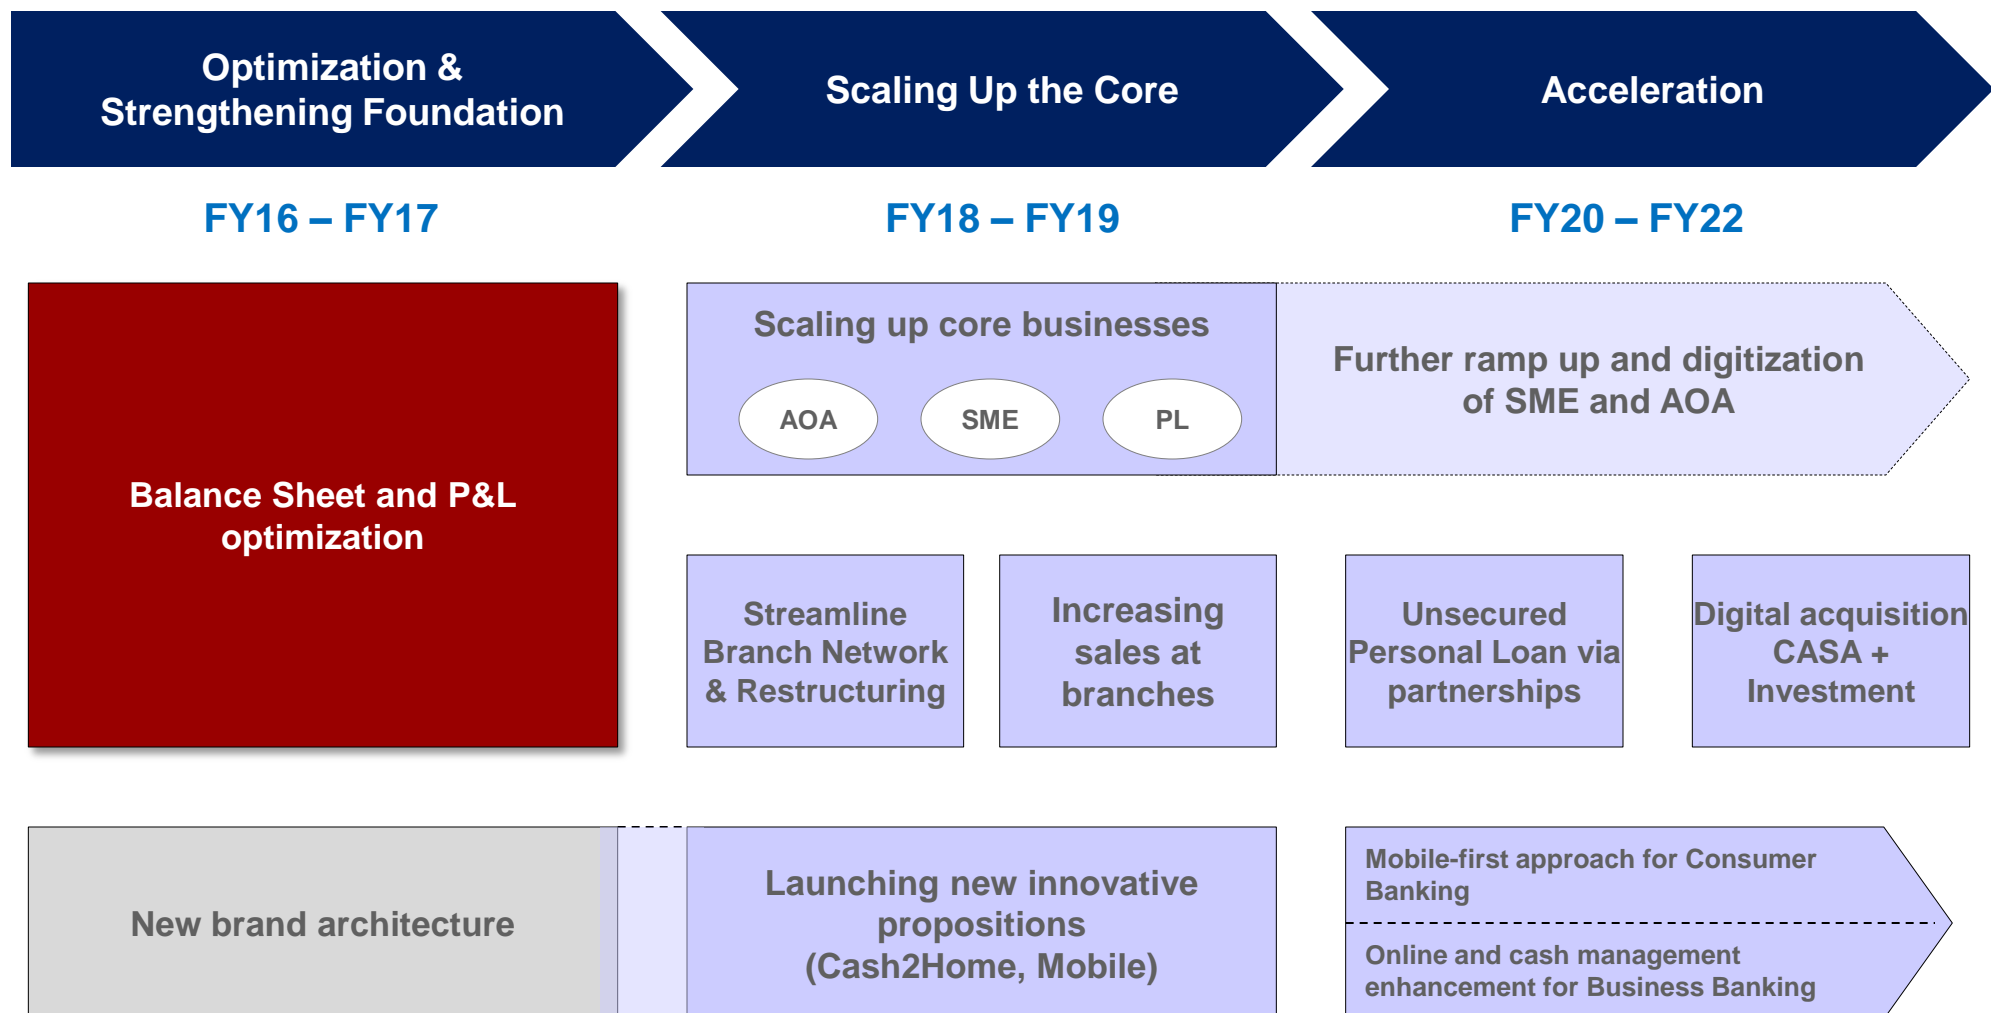 Optimization &
Strengthening Foundation
Scaling Up the Core
Acceleration
FY16 – FY17
FY18 – FY19
FY20 – FY22
Balance Sheet and P&L
optimization
Scaling up core businesses
AOA
SME
PL
Further ramp up and digitization
of SME and AOA
Streamline
Branch Network
& Restructuring
Increasing
sales at
branches
Unsecured
Personal Loan via
partnerships
Digital acquisition
CASA +
Investment
New brand architecture
Launching new innovative
propositions
(Cash2Home, Mobile)
Mobile-first approach for Consumer
Banking
Online and cash management
enhancement for Business Banking